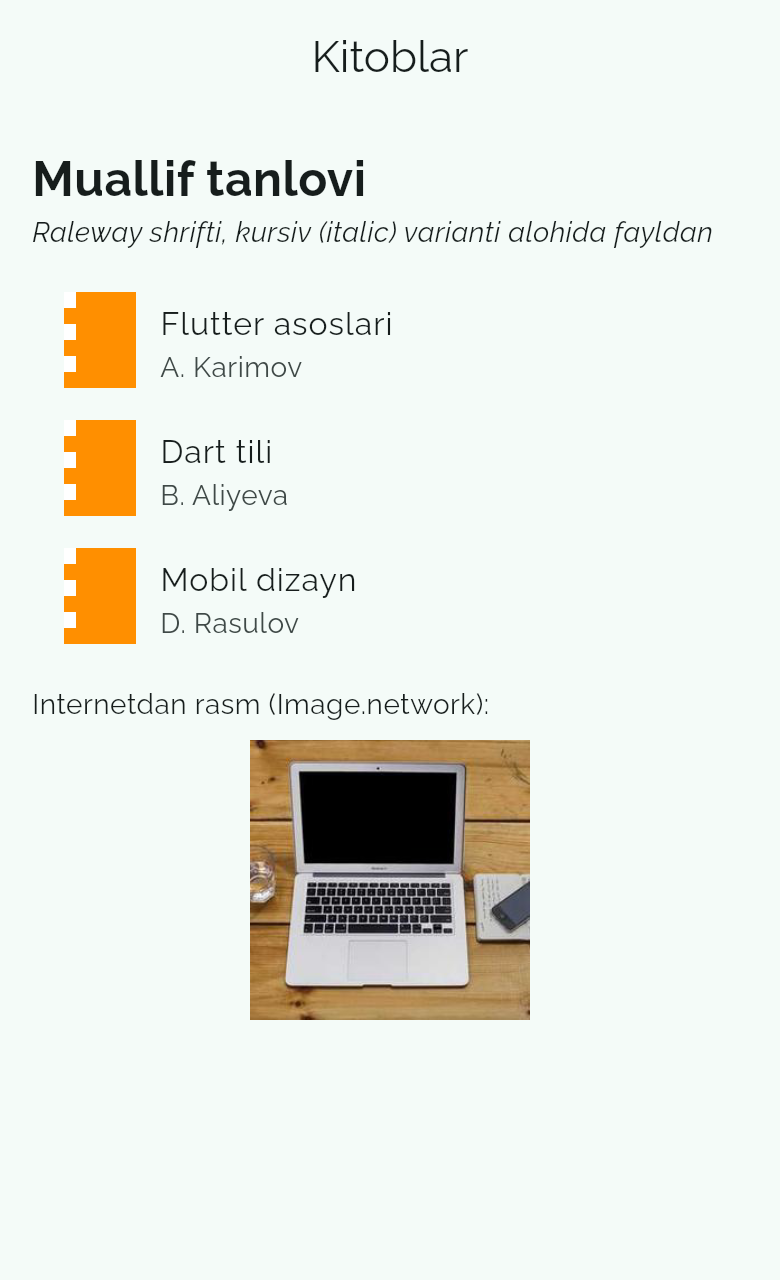 Kitoblar
Muallif tanlovi
Raleway shrifti, kursiv (italic) varianti alohida fayldan
Flutter asoslari
A. Karimov
Dart tili
B. Aliyeva
Mobil dizayn
D. Rasulov
Internetdan rasm (Image.network):